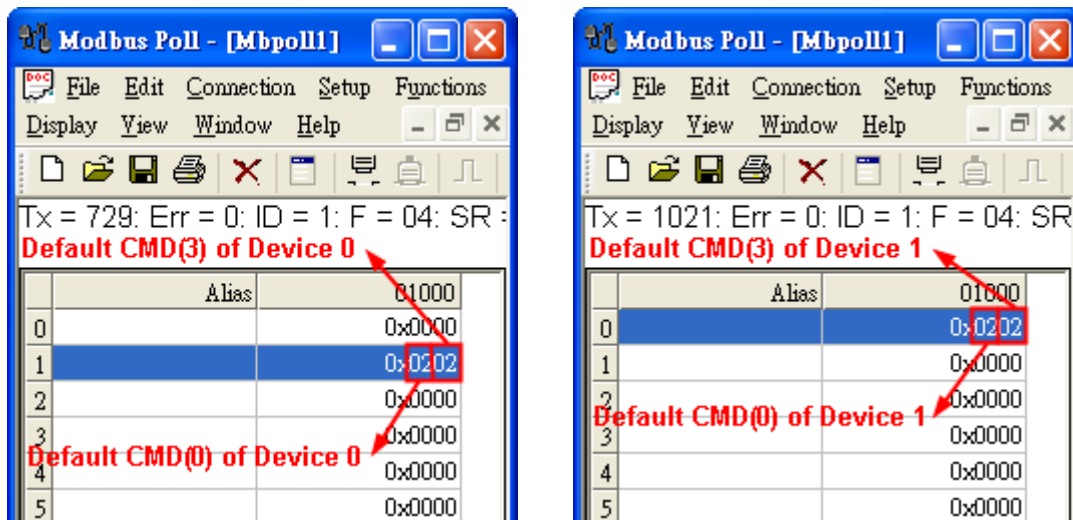 Modbus Poll - [Mbpoll1]
File Edit Connection Setup Functions
Display View Window Help
Tx = 729: Err = 0: ID = 1: F = 04: SR =
Default CMD(3) of Device 0
Alias 01000
0 0x0000
1 0x0202
2 0x0000
3 0x0000
Default CMD(0) of Device 0
4 0x0000
5 0x0000
Modbus Poll - [Mbpoll1]
File Edit Connection Setup Functions
Display View Window Help
Tx = 1021: Err = 0: ID = 1: F = 04: SR
Default CMD(3) of Device 1
Alias 01000
0 0x0202
1 0x0000
2 0x0000
Default CMD(0) of Device 1
3 0x0000
4 0x0000
5 0x0000